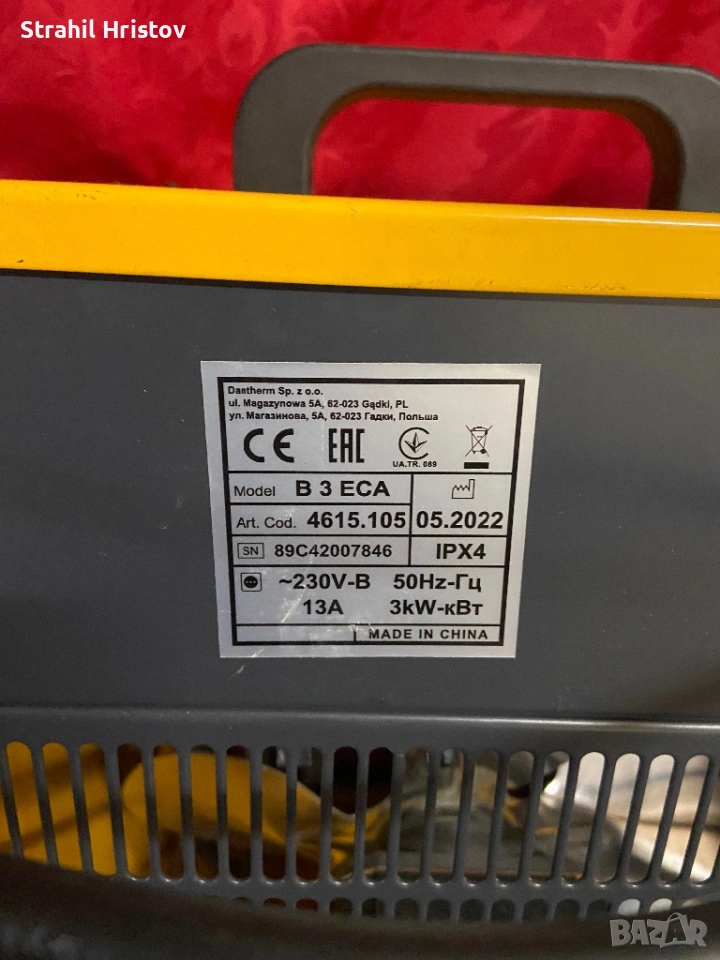 Strahil Hristov
Dantherm Sp. z o.o.
ul. Magazynowa 5A, 62-023 Gądki, PL
ул. Магазинова, 5А, 62-023 Гадки, Польша
CE EAC UA.TR. 089
Model B 3 ECA
Art. Cod. 4615.105 05.2022
SN 89C42007846 IPX4
~230V-В 50Hz-Гц
13A 3kW-кВт
MADE IN CHINA
BAZAR